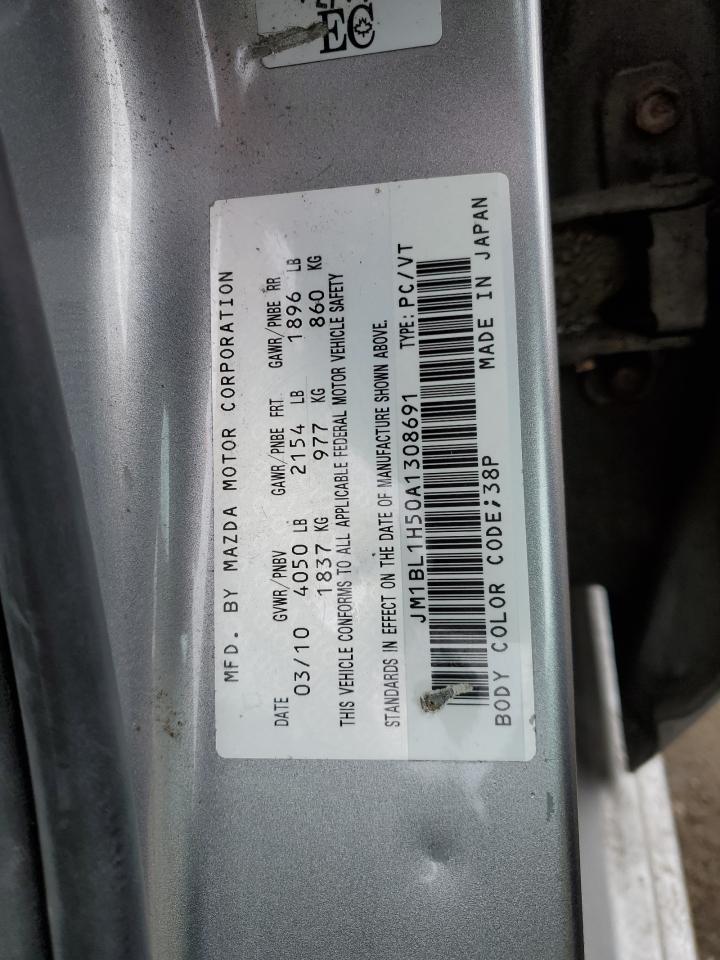 EC
MFD. BY MAZDA MOTOR CORPORATION
DATE GVWR/PNBV GAWR/PNBE FRT. GAWR/PNBE RR
03/10 4050 LB 2154 LB 1896 LB
1837 KG 977 KG 860 KG
THIS VEHICLE CONFORMS TO ALL APPLICABLE FEDERAL MOTOR VEHICLE SAFETY
STANDARDS IN EFFECT ON THE DATE OF MANUFACTURE SHOWN ABOVE.
JM1BL1H50A1308691 TYPE: PC/VT
BODY COLOR CODE;38P MADE IN JAPAN